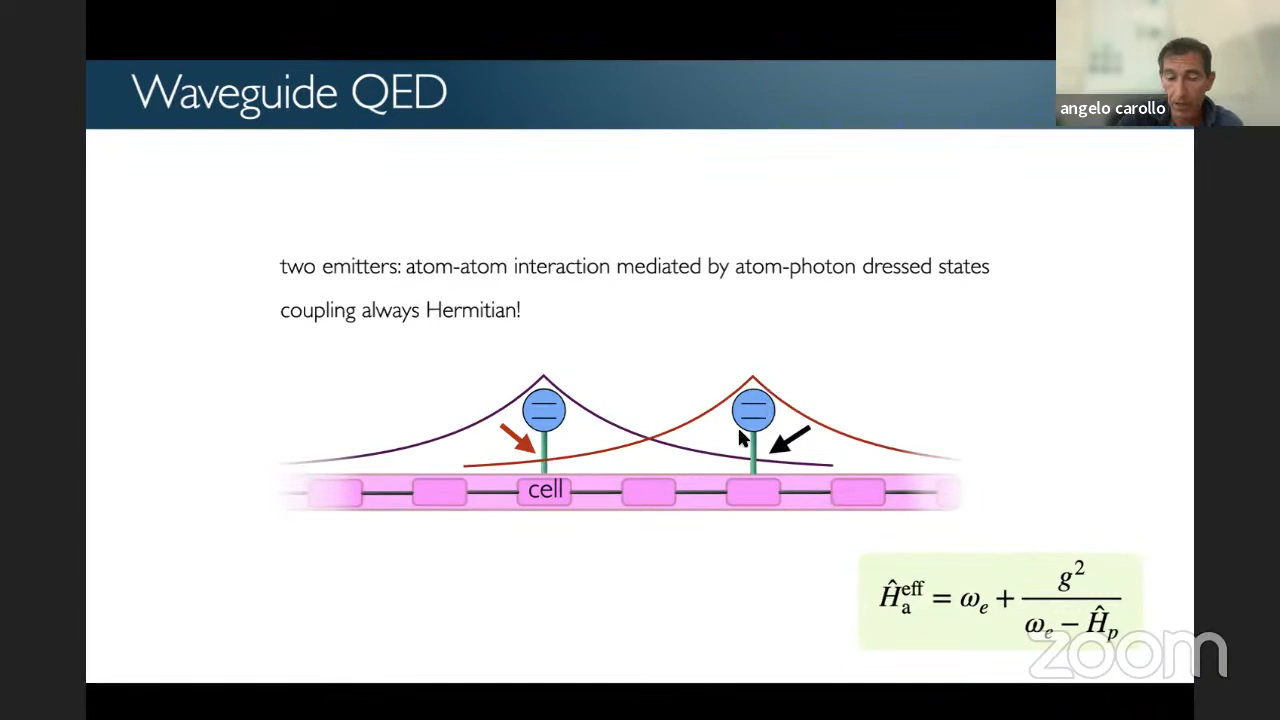 Waveguide QED
angelo carollo
two emitters: atom-atom interaction mediated by atom-photon dressed states
coupling always Hermitian!
cell
Ĥ_a^eff = ω_e + g² / (ω_e − Ĥ_p)
zoom